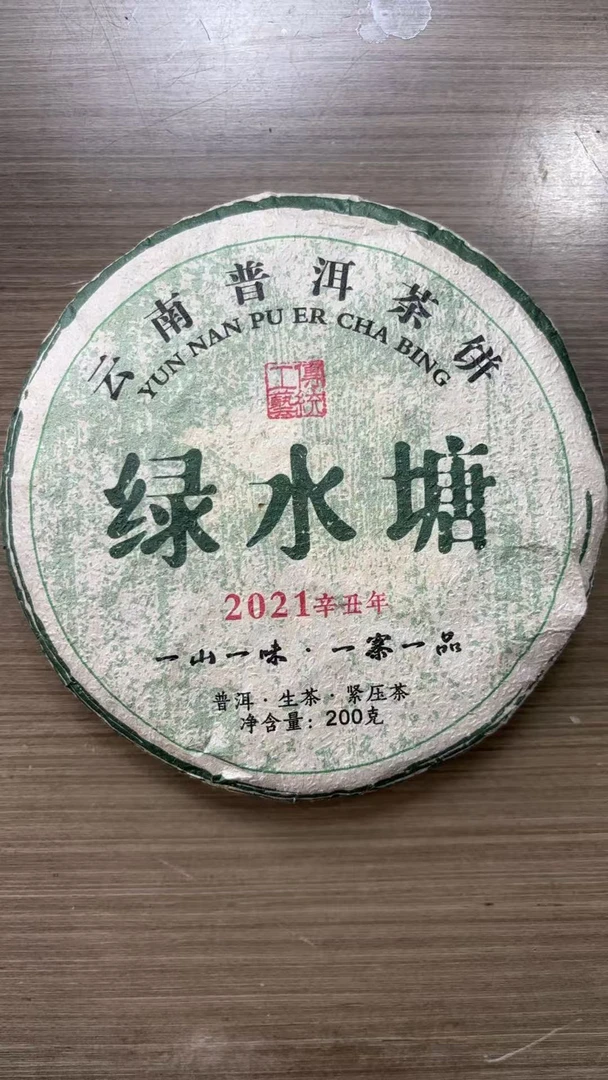 云南普洱茶饼
YUN NAN PU ER CHA BING
傳統工藝
绿水塘
2021辛丑年
一山一味·一寨一品
普洱·生茶·紧压茶
净含量：200克